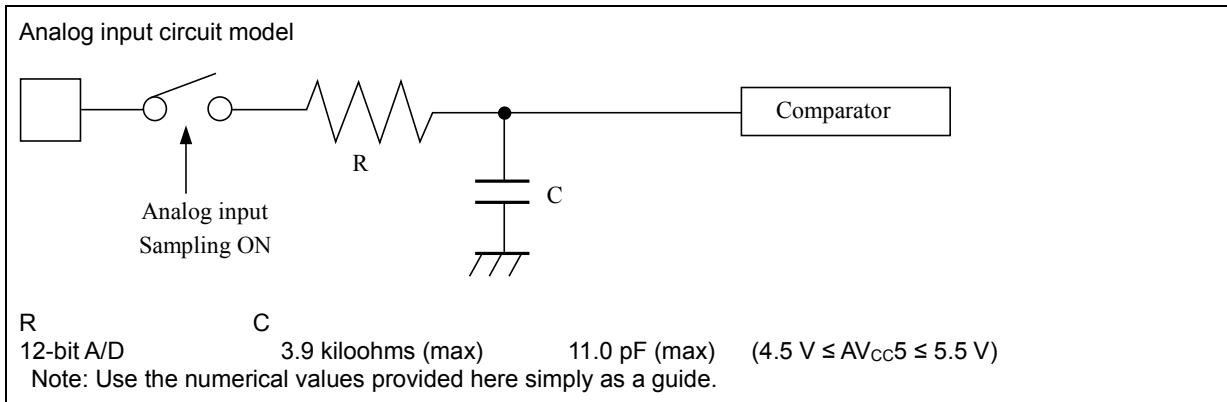 Analog input circuit model
Comparator
R
C
Analog input
Sampling ON
R C
12-bit A/D 3.9 kiloohms (max) 11.0 pF (max) (4.5 V ≤ AVCC5 ≤ 5.5 V)
Note: Use the numerical values provided here simply as a guide.